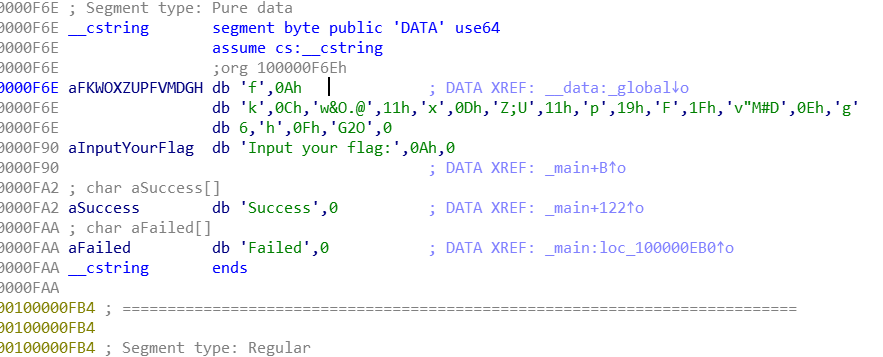 0000F6E ; Segment type: Pure data
0000F6E __cstring segment byte public 'DATA' use64
0000F6E assume cs:__cstring
0000F6E ;org 100000F6Eh
0000F6E aFKWOXZUPFVMDGH db 'f',0Ah ; DATA XREF: __data:_global↓o
0000F6E db 'k',0Ch,'w&O.@',11h,'x',0Dh,'Z;U',11h,'p',19h,'F',1Fh,'v"M#D',0Eh,'g'
0000F6E db 6,'h',0Fh,'G2O',0
0000F90 aInputYourFlag db 'Input your flag:',0Ah,0
0000F90 ; DATA XREF: _main+B↑o
0000FA2 ; char aSuccess[]
0000FA2 aSuccess db 'Success',0 ; DATA XREF: _main+122↑o
0000FAA ; char aFailed[]
0000FAA aFailed db 'Failed',0 ; DATA XREF: _main:loc_100000EB0↑o
0000FAA __cstring ends
0000FAA
00100000FB4 ; ===========================================================================
00100000FB4
00100000FB4 ; Segment type: Regular